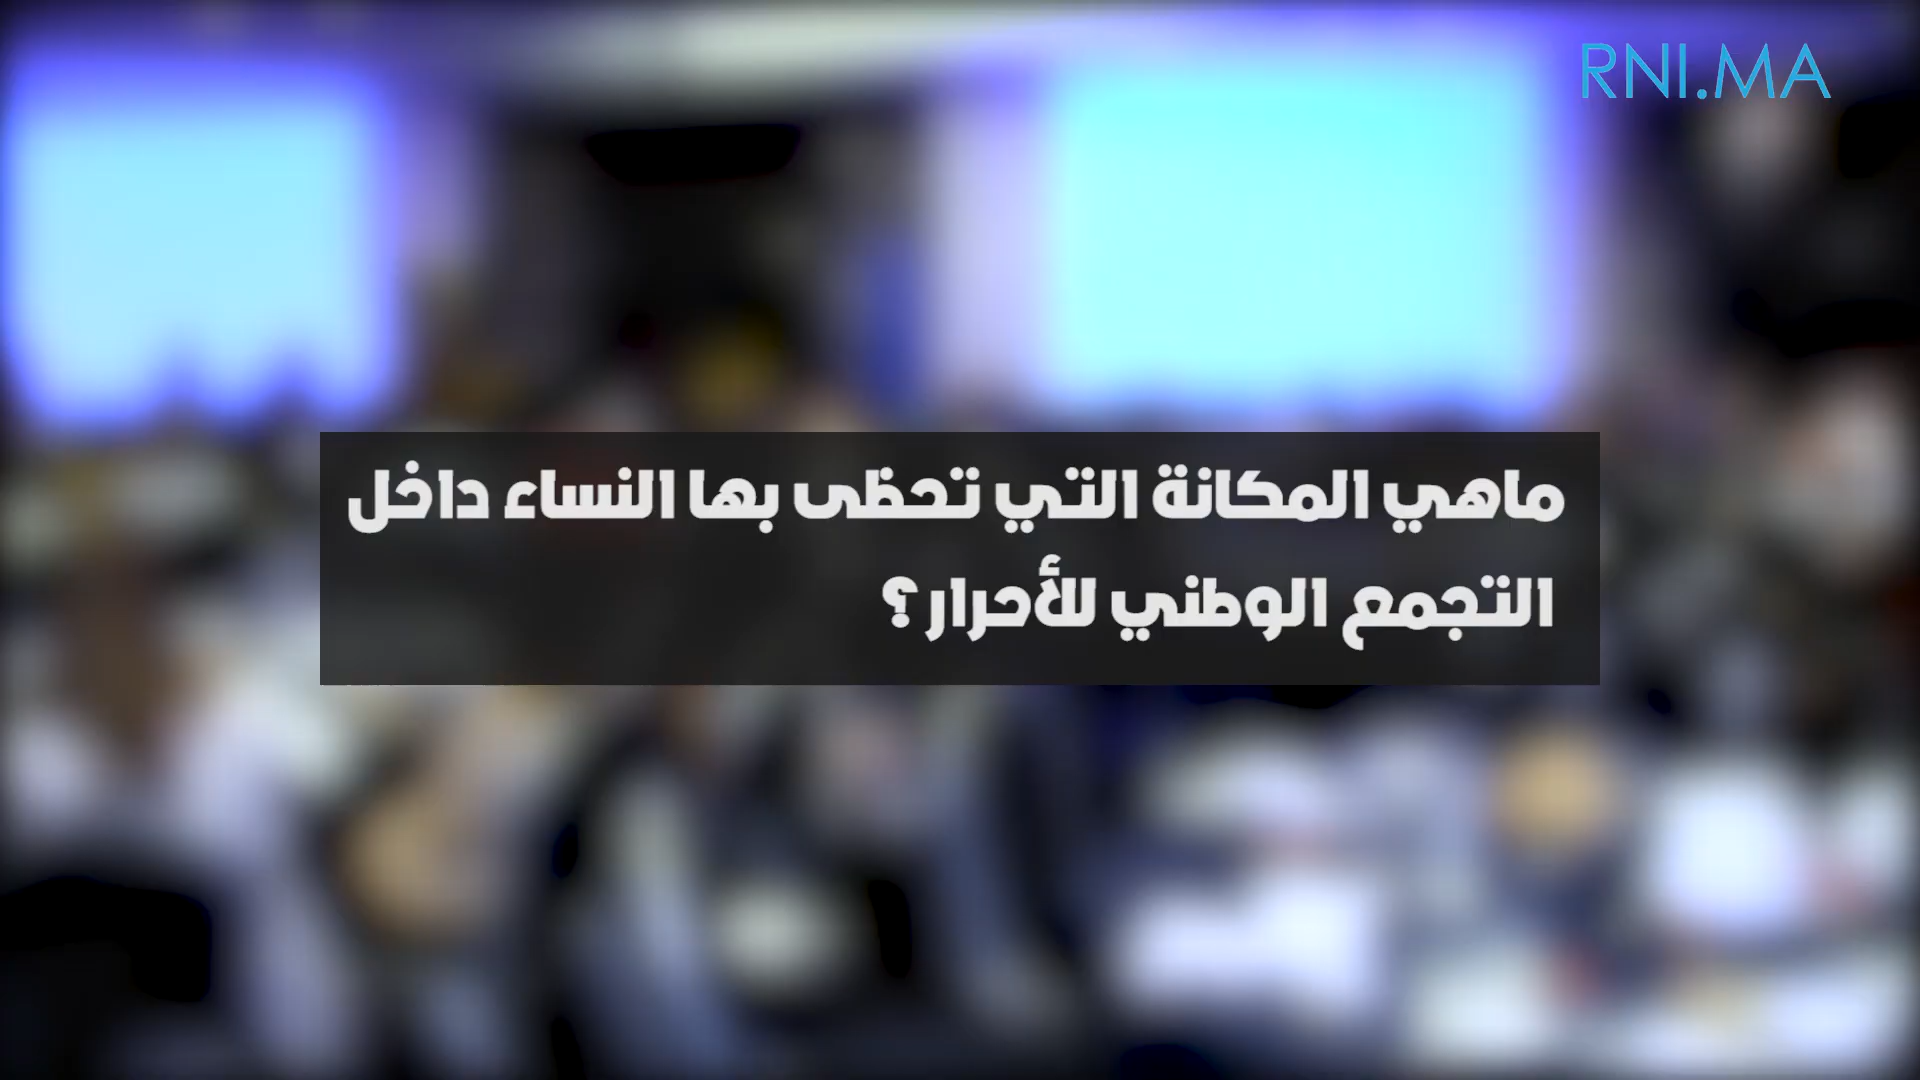 RNI.MA
ماهي المكانة التي تحظى بها النساء داخل
التجمع الوطني للأحرار ؟